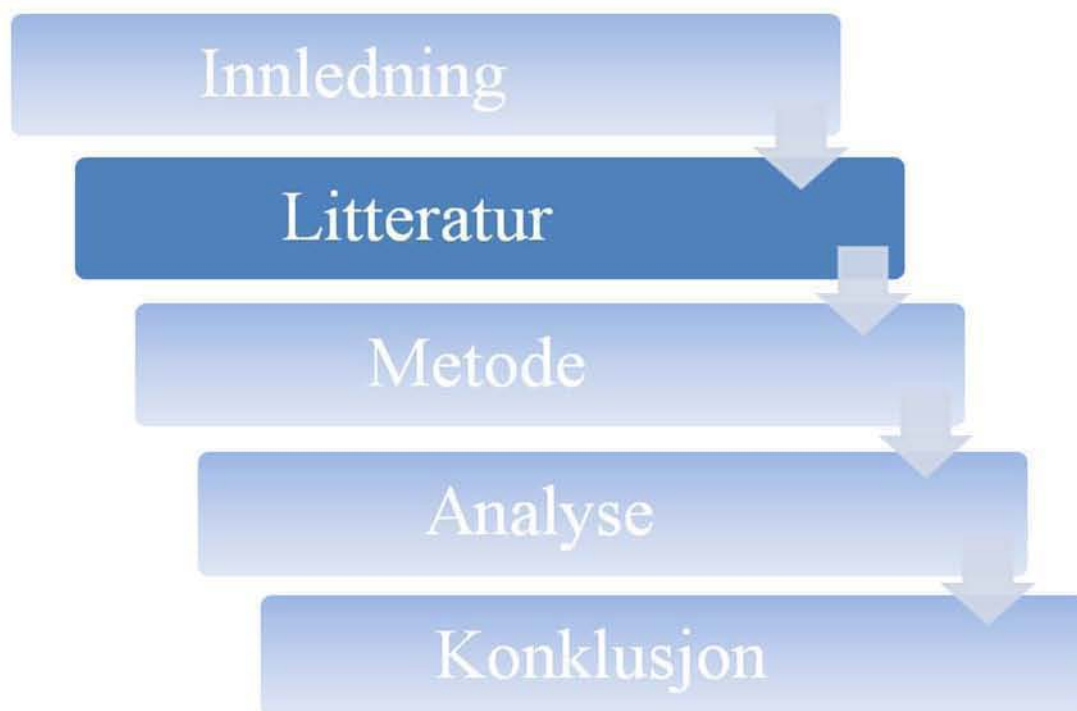 Innledning
Litteratur
Metode
Analyse
Konklusjon